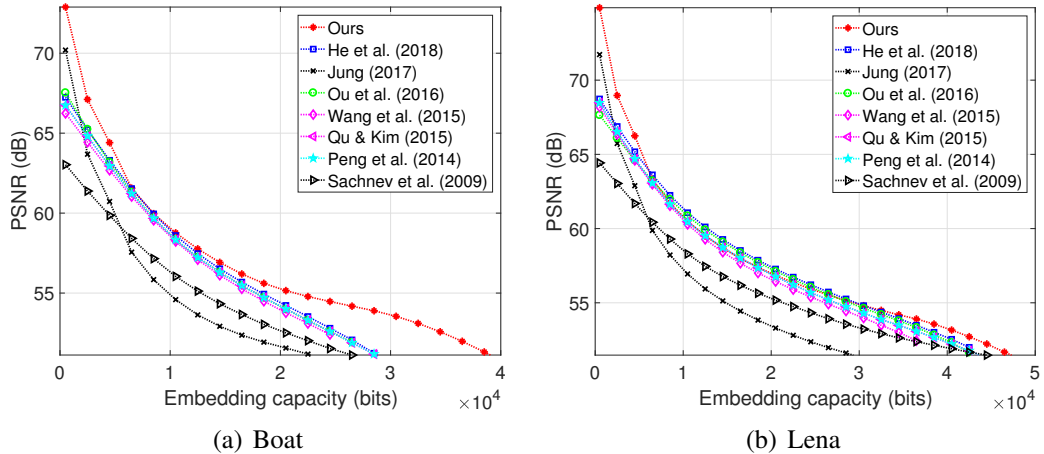 Ours
He et al. (2018)
Jung (2017)
Ou et al. (2016)
Wang et al. (2015)
Qu & Kim (2015)
Peng et al. (2014)
Sachnev et al. (2009)
70
65
60
55
PSNR (dB)
0 1 2 3 4
×10^4
Embedding capacity (bits)
(a) Boat
Ours
He et al. (2018)
Jung (2017)
Ou et al. (2016)
Wang et al. (2015)
Qu & Kim (2015)
Peng et al. (2014)
Sachnev et al. (2009)
70
65
60
55
PSNR (dB)
0 1 2 3 4 5
×10^4
Embedding capacity (bits)
(b) Lena